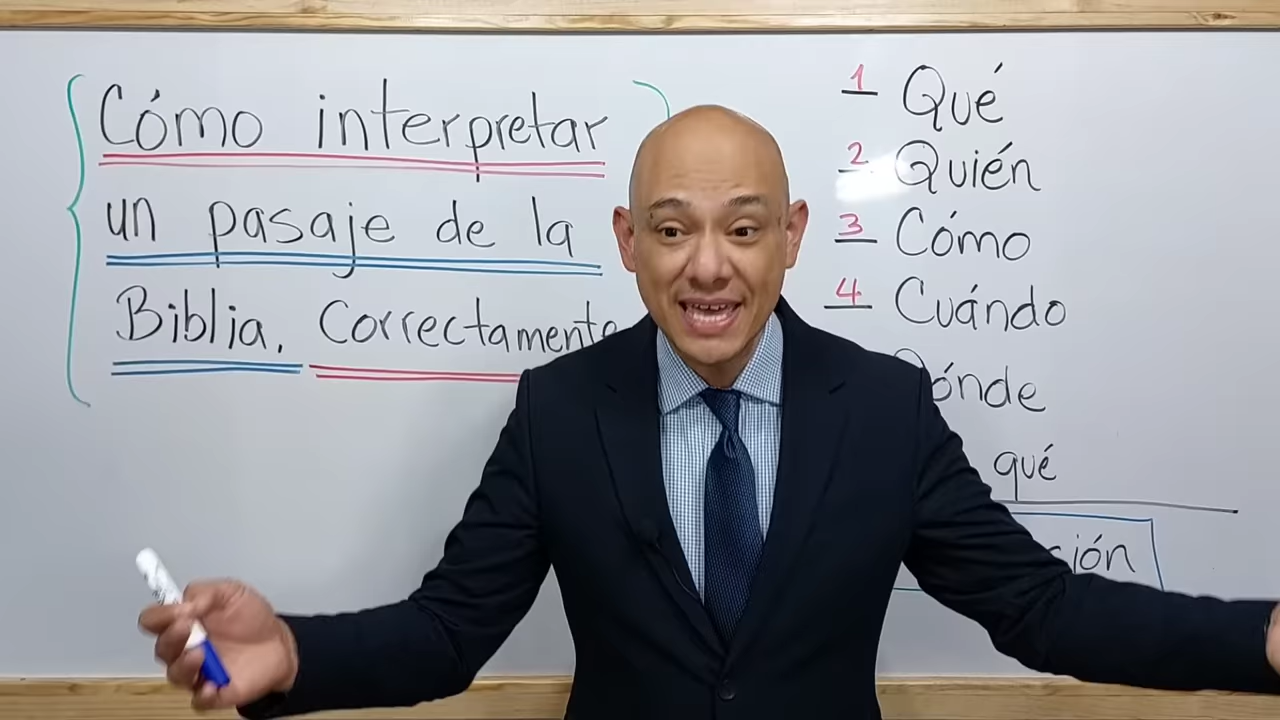 Cómo interpretar
un pasaje de la
Biblia, Correctamente
1 Qué
2 Quién
3 Cómo
4 Cuándo
ónde
qué
ción